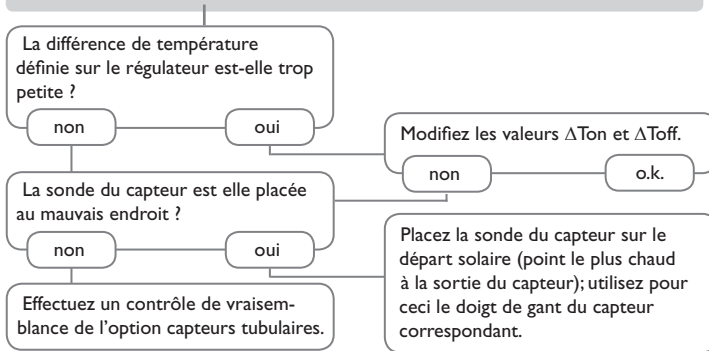 La différence de température
définie sur le régulateur est-elle trop
petite ?
non
oui
Modifiez les valeurs ΔTon et ΔToff.
non
o.k.
La sonde du capteur est elle placée
au mauvais endroit ?
non
oui
Placez la sonde du capteur sur le
départ solaire (point le plus chaud
à la sortie du capteur); utilisez pour
ceci le doigt de gant du capteur
correspondant.
Effectuez un contrôle de vraisem-
blance de l'option capteurs tubulaires.